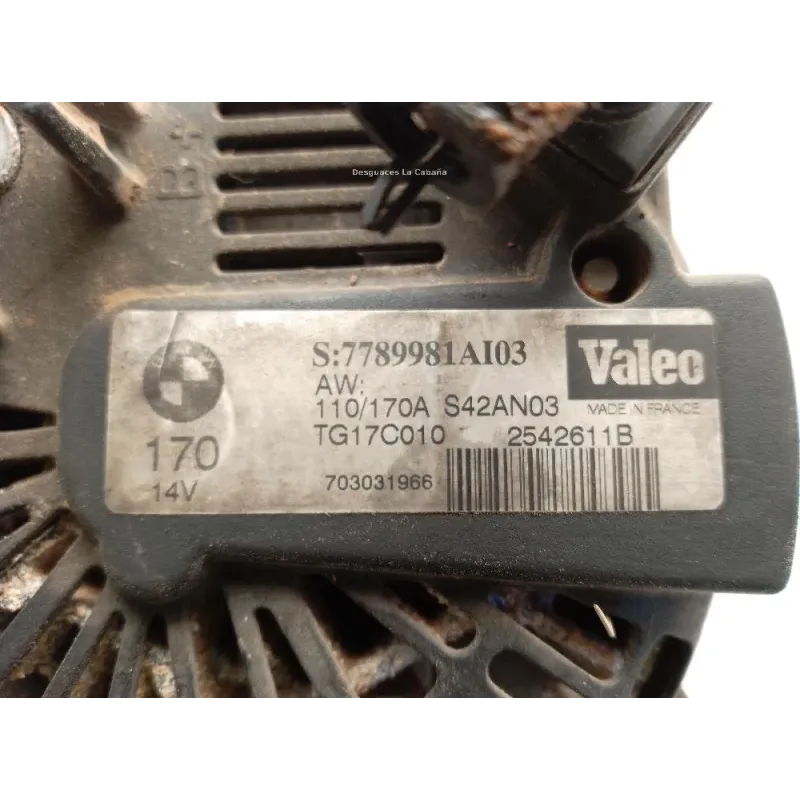 B+
Desguaces La Cabaña
S:7789981AI03
Valeo
AW:
110/170A S42AN03
MADE IN FRANCE
170
TG17C010 2542611B
14V
703031966